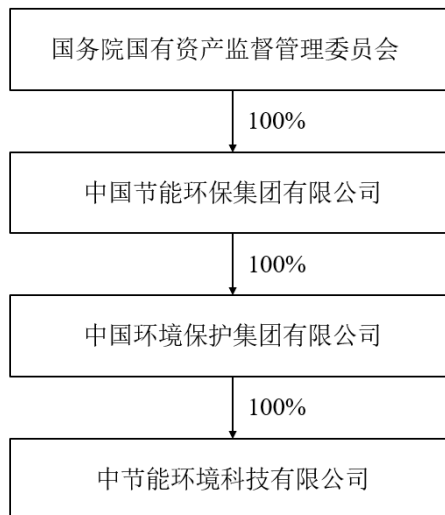 国务院国有资产监督管理委员会
100%
中国节能环保集团有限公司
100%
中国环境保护集团有限公司
100%
中节能环境科技有限公司